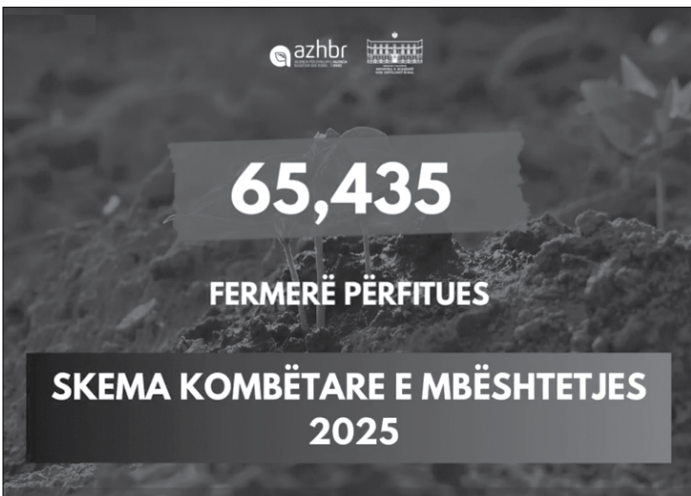 azhbr
65,435
FERMERË PËRFITUES
SKEMA KOMBËTARE E MBËSHTETJES
2025